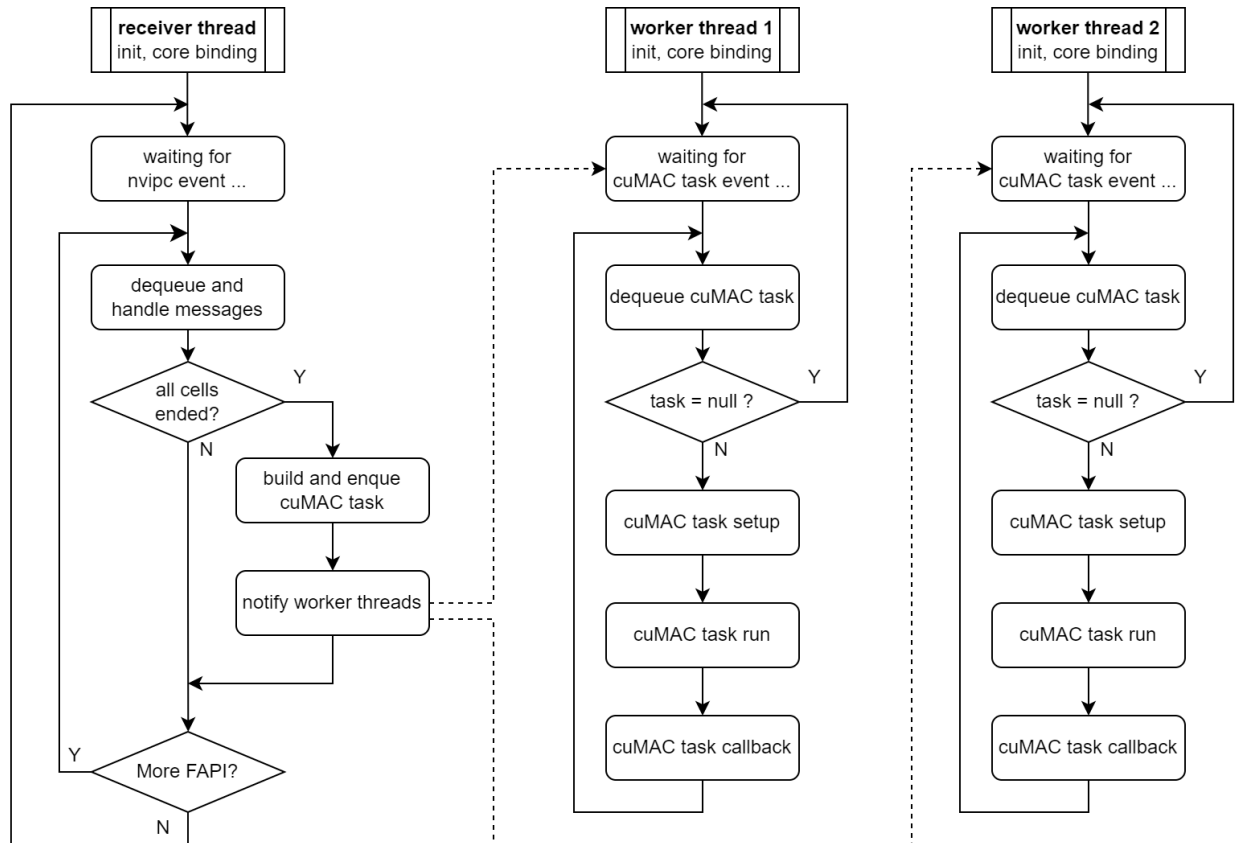 receiver thread
init, core binding
waiting for
nvipc event ...
dequeue and
handle messages
all cells
ended?
Y
N
build and enque
cuMAC task
notify worker threads
More FAPI?
Y
N
worker thread 1
init, core binding
waiting for
cuMAC task event ...
dequeue cuMAC task
task = null ?
Y
N
cuMAC task setup
cuMAC task run
cuMAC task callback
worker thread 2
init, core binding
waiting for
cuMAC task event ...
dequeue cuMAC task
task = null ?
Y
N
cuMAC task setup
cuMAC task run
cuMAC task callback